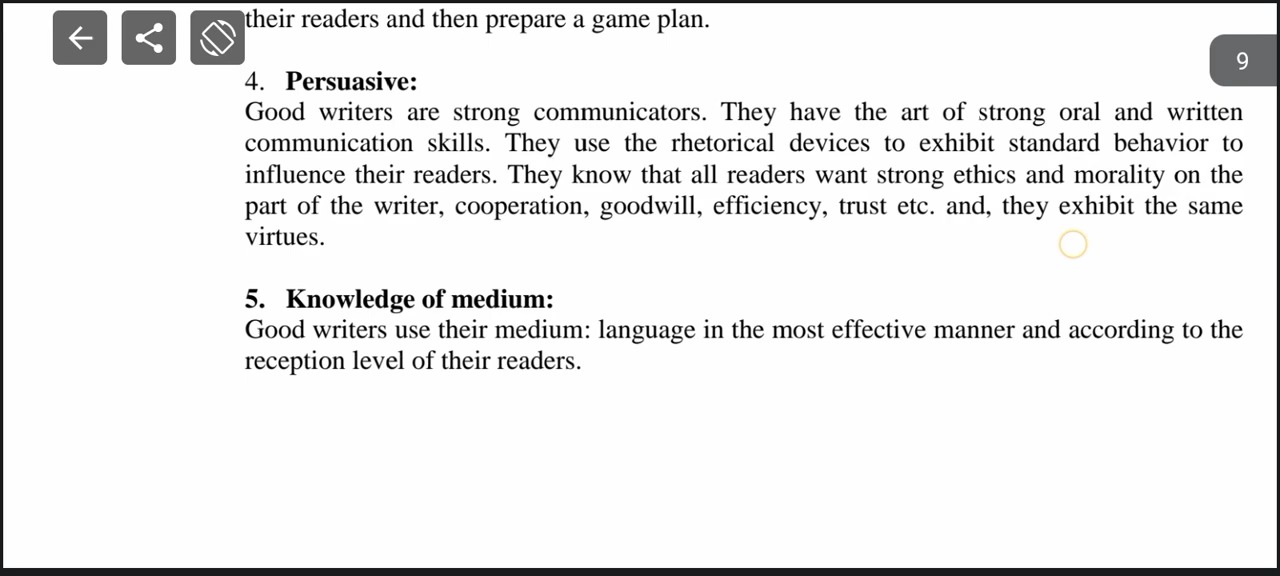 their readers and then prepare a game plan.
9
4. Persuasive:
Good writers are strong communicators. They have the art of strong oral and written
communication skills. They use the rhetorical devices to exhibit standard behavior to
influence their readers. They know that all readers want strong ethics and morality on the
part of the writer, cooperation, goodwill, efficiency, trust etc. and, they exhibit the same
virtues.
5. Knowledge of medium:
Good writers use their medium: language in the most effective manner and according to the
reception level of their readers.